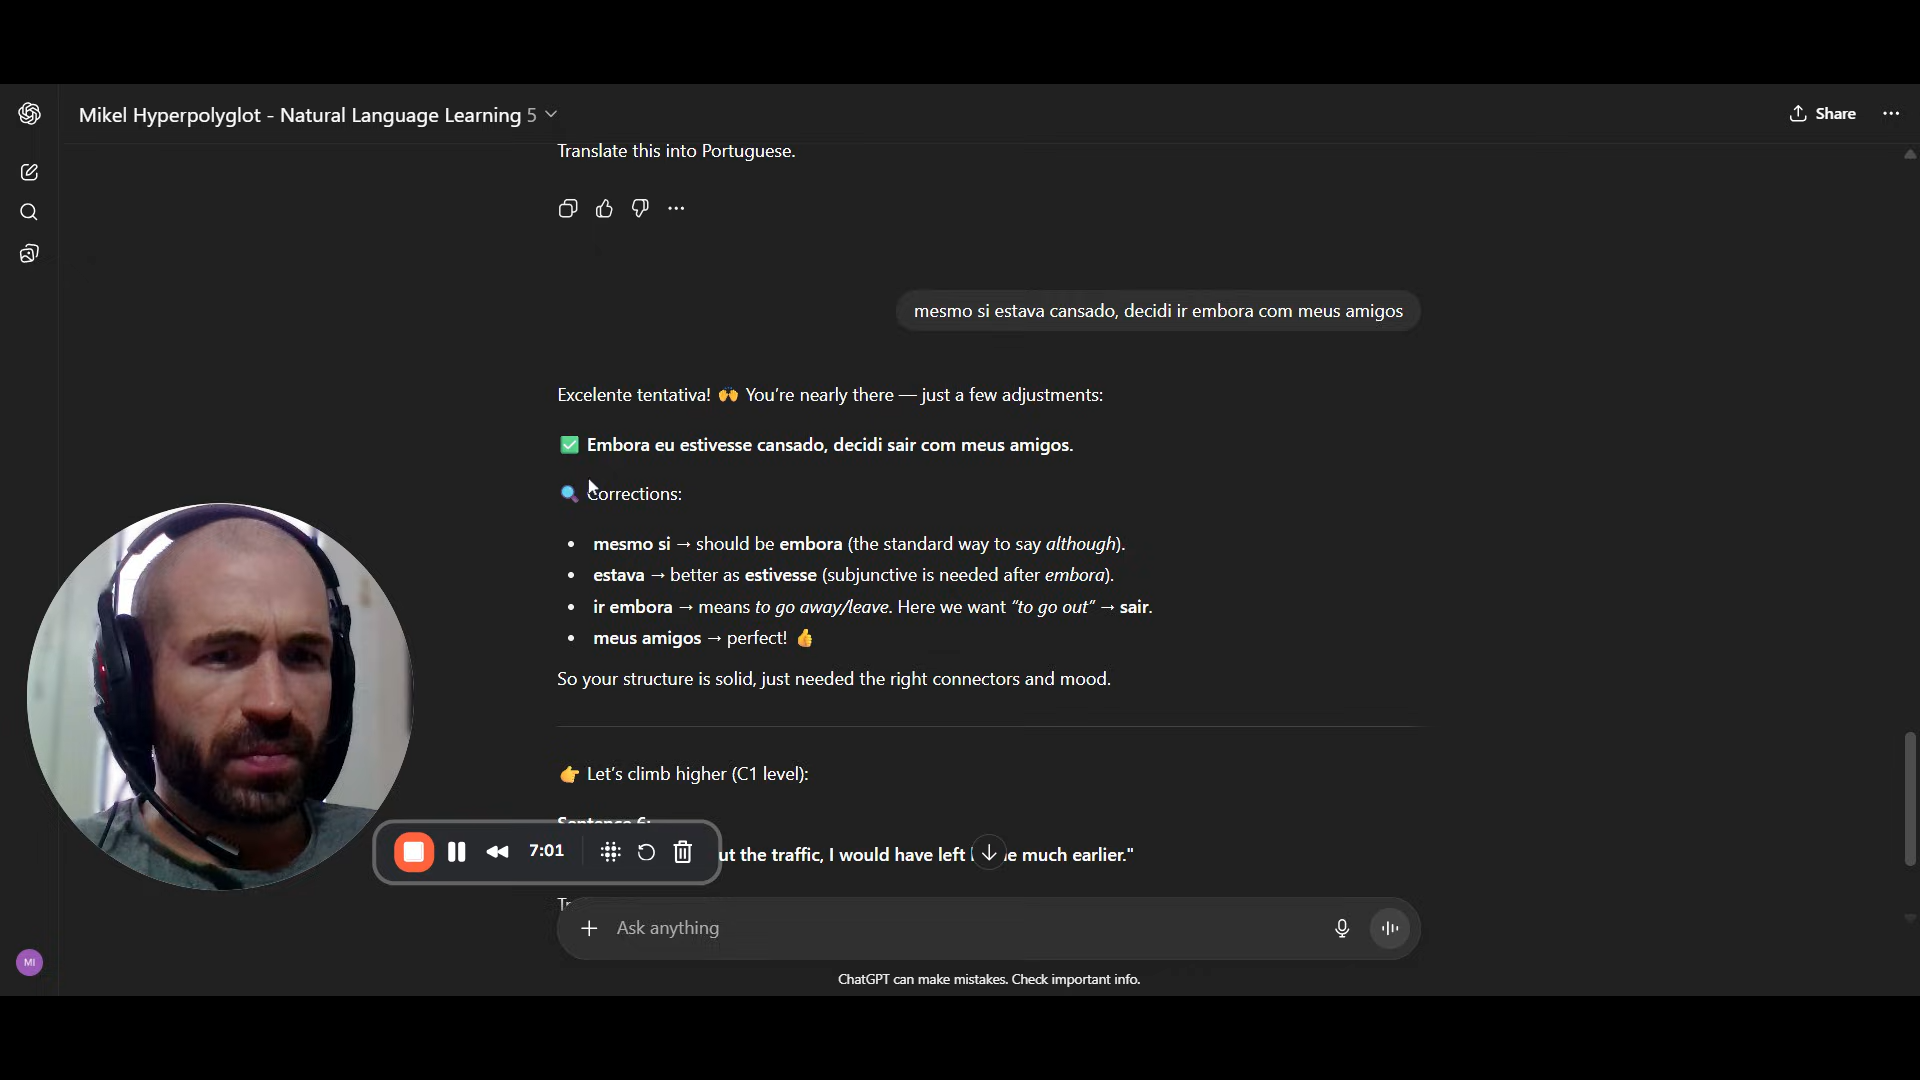 Mikel Hyperpolyglot - Natural Language Learning 5
Share
Translate this into Portuguese.
mesmo si estava cansado, decidi ir embora com meus amigos
Excelente tentativa! 🙌 You're nearly there — just a few adjustments:
✅ Embora eu estivesse cansado, decidi sair com meus amigos.
🔍 Corrections:
• mesmo si → should be embora (the standard way to say although).
• estava → better as estivesse (subjunctive is needed after embora).
• ir embora → means to go away/leave. Here we want “to go out” → sair.
• meus amigos → perfect! 👍
So your structure is solid, just needed the right connectors and mood.
👉 Let's climb higher (C1 level):
Sentence 6:
7:01
the traffic, I would have left much earlier."
Ask anything
MI
ChatGPT can make mistakes. Check important info.